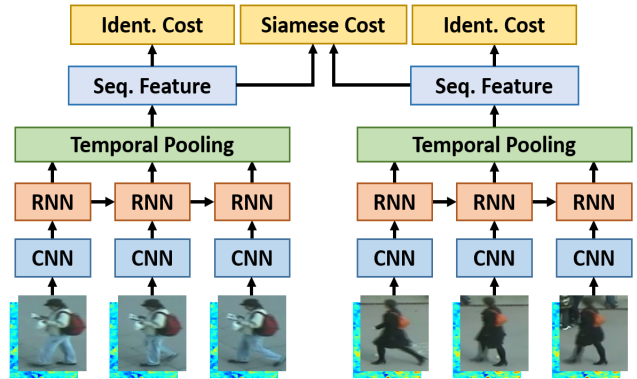 Ident. Cost
Siamese Cost
Ident. Cost
Seq. Feature
Seq. Feature
Temporal Pooling
Temporal Pooling
RNN
RNN
RNN
RNN
RNN
RNN
CNN
CNN
CNN
CNN
CNN
CNN